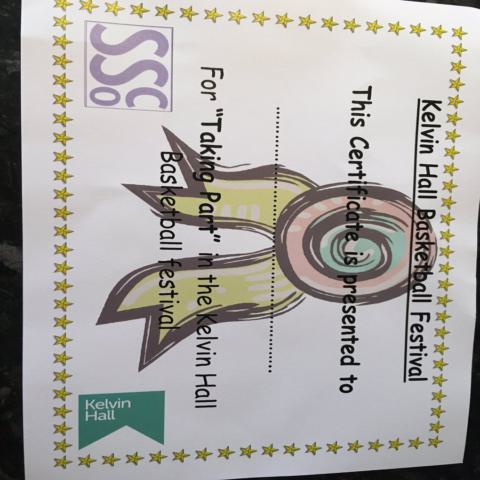 Kelvin Hall Basketball Festival
This Certificate is presented to
................................................
For "Taking Part" in the Kelvin Hall
Basketball festival
SSCO
Kelvin
Hall